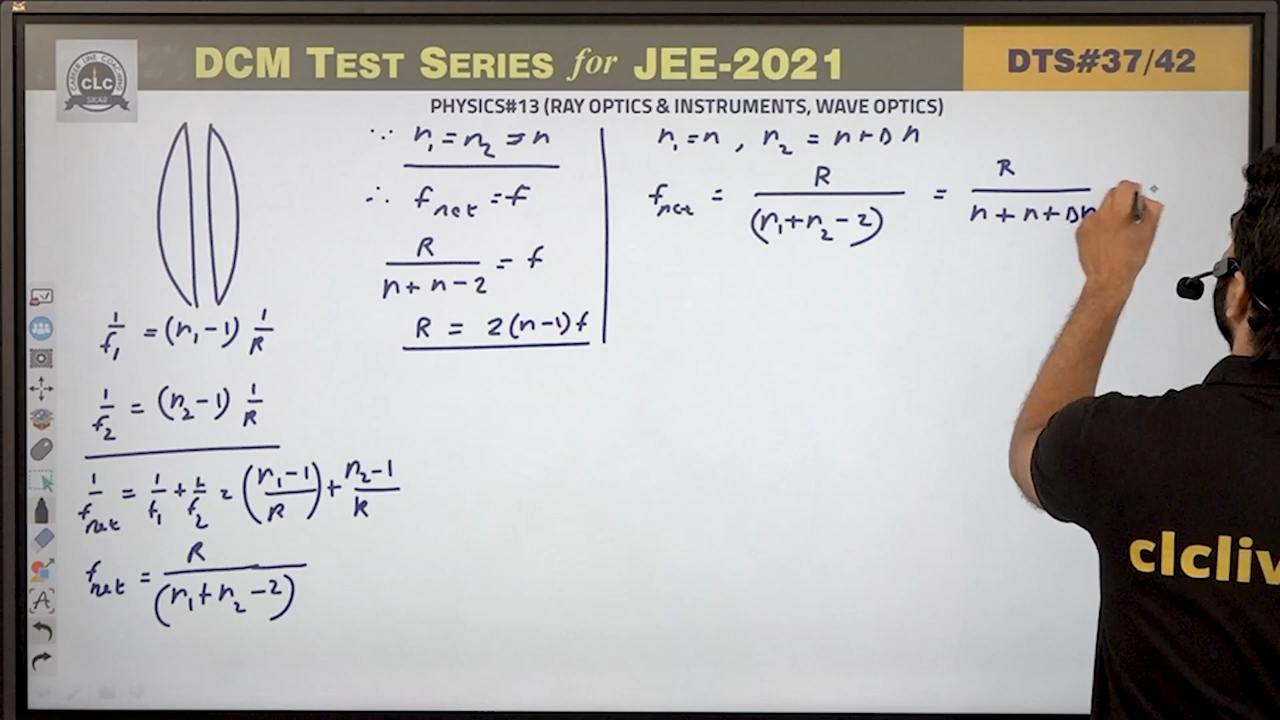 DCM TEST SERIES for JEE-2021
DTS#37/42
CAREER LINE COACHING
CLC
SIKAR
PHYSICS#13 (RAY OPTICS & INSTRUMENTS, WAVE OPTICS)
∵ n₁ = n₂ = n
∴ f_net = f
R / (n + n - 2) = f
R = 2(n-1)f
1/f₁ = (n₁ - 1) 1/R
1/f₂ = (n₂ - 1) 1/R
1/f_net = 1/f₁ + 1/f₂ = ((n₁ - 1)/R) + (n₂ - 1)/R
f_net = R / (n₁ + n₂ - 2)
n₁ = n , n₂ = n + Δn
f_net = R / (n₁ + n₂ - 2) = R / (n + n + Δn
clcliv